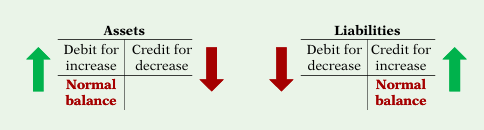 Assets
Debit for increase
Credit for decrease
Normal balance
Liabilities
Debit for decrease
Credit for increase
Normal balance